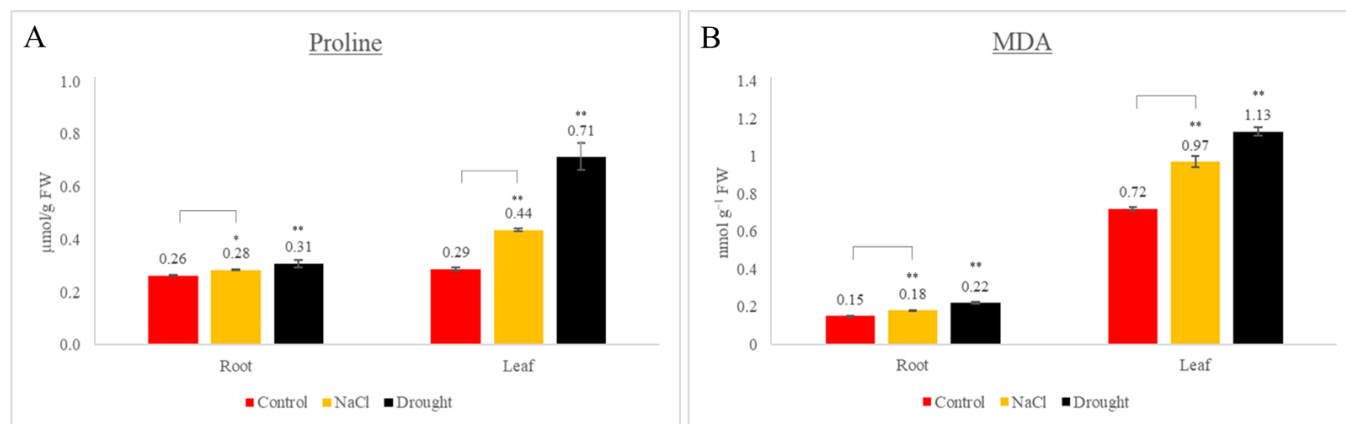 A
Proline
μmol/g FW
1.0
0.8
0.6
0.4
0.2
0.0
0.26
*
0.28
**
0.31
0.29
**
0.44
**
0.71
Root
Leaf
Control NaCl Drought
B
MDA
nmol g⁻¹ FW
1.4
1.2
1
0.8
0.6
0.4
0.2
0
0.15
**
0.18
**
0.22
0.72
**
0.97
**
1.13
Root
Leaf
Control NaCl Drought